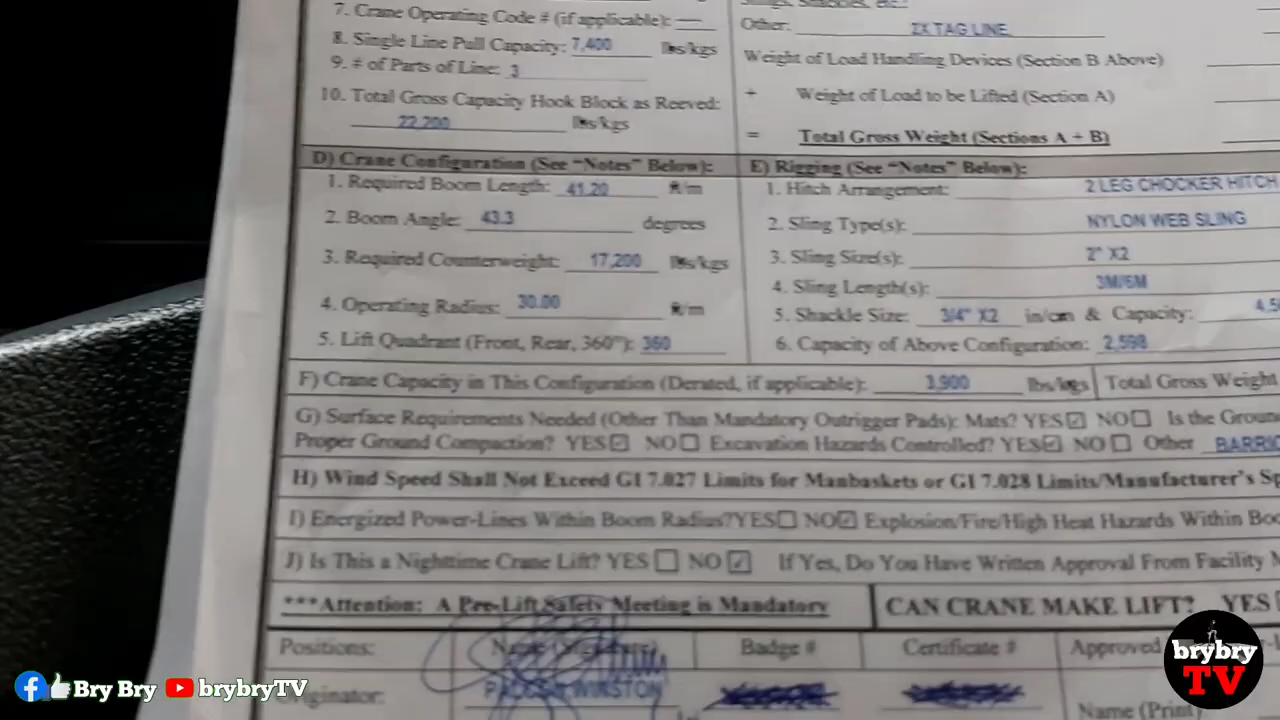 7. Crane Operating Code # (if applicable):
8. Single Line Pull Capacity: 7,400 lbs/kgs
9. # of Parts of Line: 3
10. Total Gross Capacity Hook Block as Reeved:
22,200 lbs/kgs
Other: 2X TAG LINE
Weight of Load Handling Devices (Section B Above)
+ Weight of Load to be Lifted (Section A)
= Total Gross Weight (Sections A + B)
D) Crane Configuration (See "Notes" Below):
1. Required Boom Length: 41.20 ft/m
2. Boom Angle: 43.3 degrees
3. Required Counterweight: 17,200 lbs/kgs
4. Operating Radius: 30.00 ft/m
5. Lift Quadrant (Front, Rear, 360°): 360
E) Rigging (See "Notes" Below):
1. Hitch Arrangement: 2 LEG CHOCKER HITCH
2. Sling Type(s): NYLON WEB SLING
3. Sling Size(s): 2" X2
4. Sling Length(s): 3M/6M
5. Shackle Size: 3/4" X2 in/cm & Capacity:
6. Capacity of Above Configuration: 2,598
F) Crane Capacity in This Configuration (Derated, if applicable): 3,900 lbs/kgs Total Gross Weight
G) Surface Requirements Needed (Other Than Mandatory Outrigger Pads): Mats? YES☑ NO☐ Is the
Proper Ground Compaction? YES☑ NO☐ Excavation Hazards Controlled? YES☑ NO☐ Other
H) Wind Speed Shall Not Exceed GI 7.027 Limits for Manbaskets or GI 7.028 Limits/Manufacturer's
I) Energized Power-Lines Within Boom Radius? YES☐ NO☑ Explosion/Fire/High Heat Hazards Within
J) Is This a Nighttime Crane Lift? YES ☐ NO ☑ If Yes, Do You Have Written Approval From Facility
***Attention: A Pre-Lift Safety Meeting is Mandatory
CAN CRANE MAKE LIFT? YES
Positions: Badge # Certificate # Approved
Originator: WINSTON
Name (Print)
Bry Bry brybryTV
brybry
TV